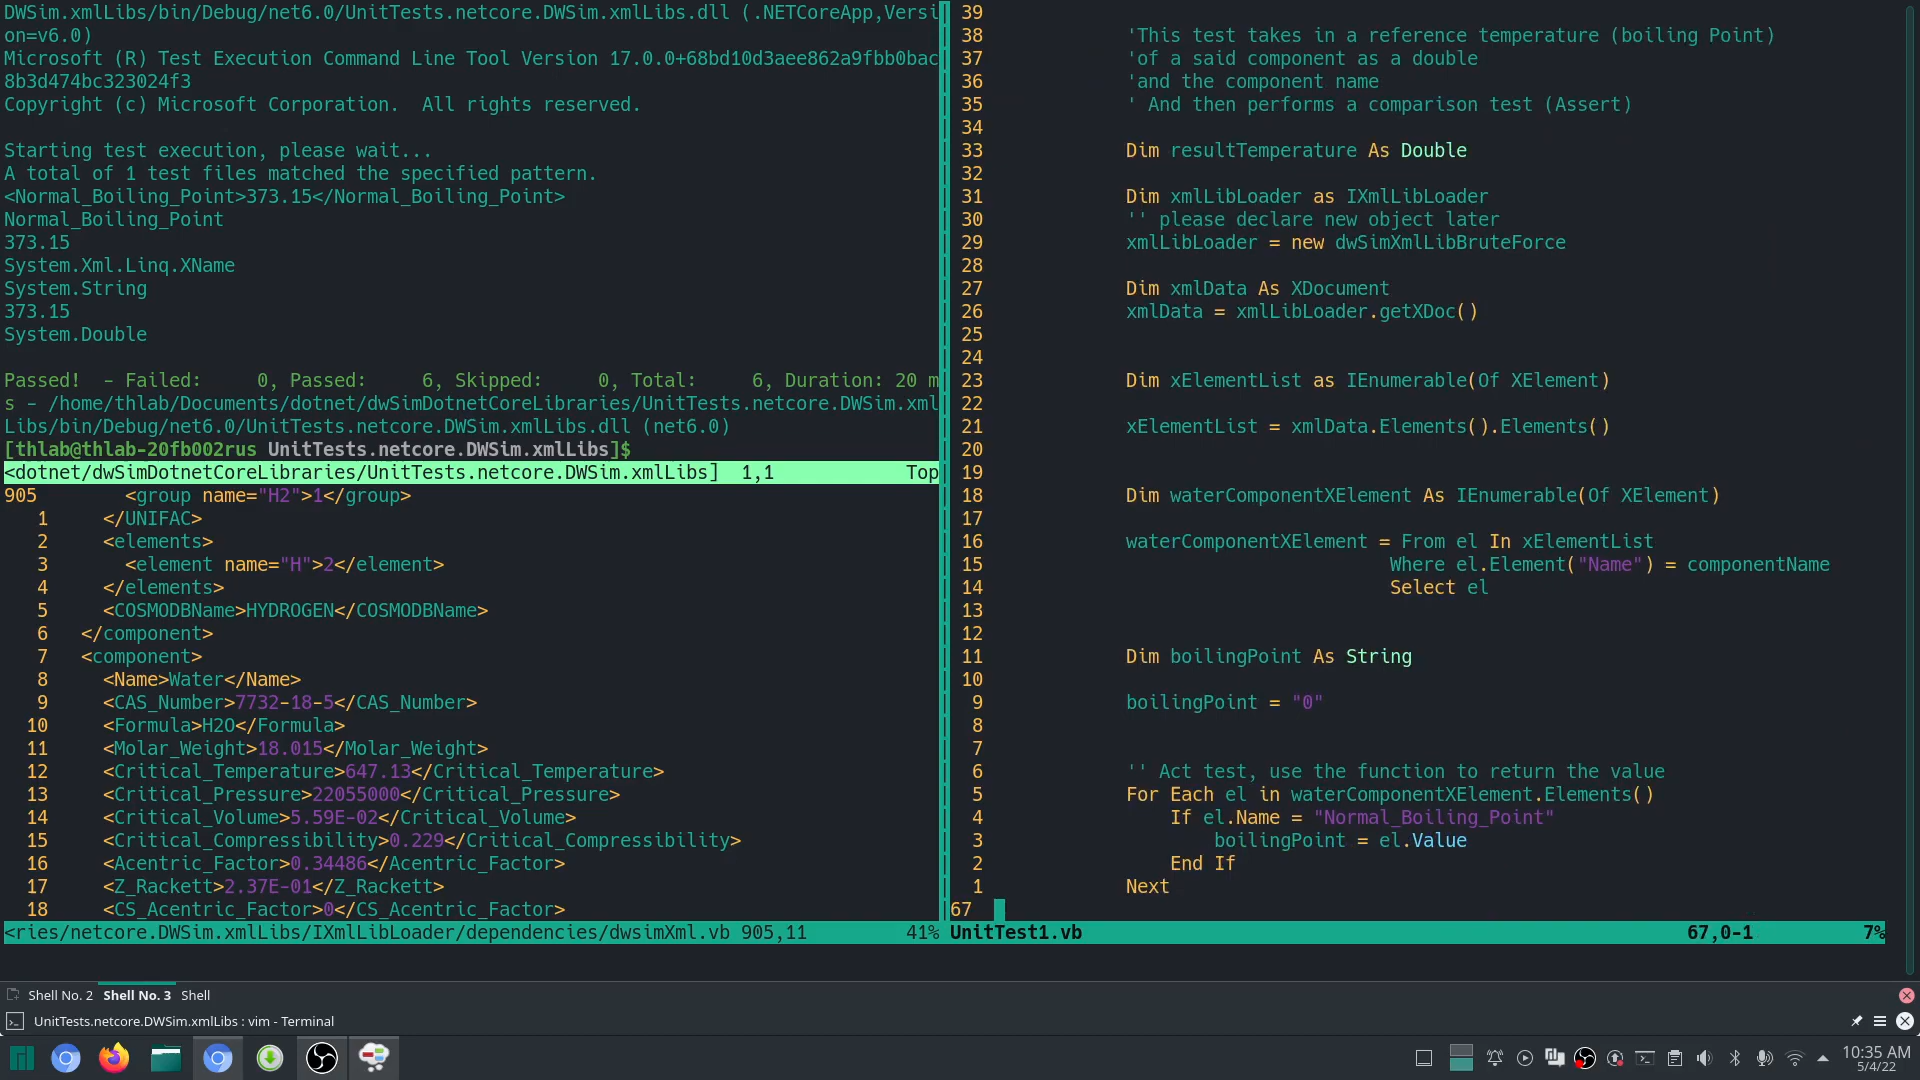 DWSim.xmlLibs/bin/Debug/net6.0/UnitTests.netcore.DWSim.xmlLibs.dll (.NETCoreApp,Versi
on=v6.0)
Microsoft (R) Test Execution Command Line Tool Version 17.0.0+68bd10d3aee862a9fbb0bac
8b3d474bc323024f3
Copyright (c) Microsoft Corporation.  All rights reserved.
Starting test execution, please wait...
A total of 1 test files matched the specified pattern.
<Normal_Boiling_Point>373.15</Normal_Boiling_Point>
Normal_Boiling_Point
373.15
System.Xml.Linq.XName
System.String
373.15
System.Double
Passed!  - Failed:     0, Passed:     6, Skipped:     0, Total:     6, Duration: 20 m
s - /home/thlab/Documents/dotnet/dwSimDotnetCoreLibraries/UnitTests.netcore.DWSim.xml
Libs/bin/Debug/net6.0/UnitTests.netcore.DWSim.xmlLibs.dll (net6.0)
[thlab@thlab-20fb002rus UnitTests.netcore.DWSim.xmlLibs]$
<dotnet/dwSimDotnetCoreLibraries/UnitTests.netcore.DWSim.xmlLibs]  1,1            Top
905        <group name="H2">1</group>
1     </UNIFAC>
2     <elements>
3       <element name="H">2</element>
4     </elements>
5     <COSMODBName>HYDROGEN</COSMODBName>
6   </component>
7   <component>
8     <Name>Water</Name>
9     <CAS_Number>7732-18-5</CAS_Number>
10     <Formula>H2O</Formula>
11     <Molar_Weight>18.015</Molar_Weight>
12     <Critical_Temperature>647.13</Critical_Temperature>
13     <Critical_Pressure>22055000</Critical_Pressure>
14     <Critical_Volume>5.59E-02</Critical_Volume>
15     <Critical_Compressibility>0.229</Critical_Compressibility>
16     <Acentric_Factor>0.34486</Acentric_Factor>
17     <Z_Rackett>2.37E-01</Z_Rackett>
18     <CS_Acentric_Factor>0</CS_Acentric_Factor>
<ries/netcore.DWSim.xmlLibs/IXmlLibLoader/dependencies/dwsimXml.vb 905,11         41%
39
38 'This test takes in a reference temperature (boiling Point)
37 'of a said component as a double
36 'and the component name
35 ' And then performs a comparison test (Assert)
34
33 Dim resultTemperature As Double
32
31 Dim xmlLibLoader as IXmlLibLoader
30 '' please declare new object later
29 xmlLibLoader = new dwSimXmlLibBruteForce
28
27 Dim xmlData As XDocument
26 xmlData = xmlLibLoader.getXDoc()
25
24
23 Dim xElementList as IEnumerable(Of XElement)
22
21 xElementList = xmlData.Elements().Elements()
20
19
18 Dim waterComponentXElement As IEnumerable(Of XElement)
17
16 waterComponentXElement = From el In xElementList
15                         Where el.Element("Name") = componentName
14                         Select el
13
12
11 Dim boilingPoint As String
10
9 boilingPoint = "0"
8
7
6 '' Act test, use the function to return the value
5 For Each el in waterComponentXElement.Elements()
4     If el.Name = "Normal_Boiling_Point"
3         boilingPoint = el.Value
2     End If
1 Next
67
UnitTest1.vb 67,0-1 7%
Shell No. 2 Shell No. 3 Shell
UnitTests.netcore.DWSim.xmlLibs : vim - Terminal
10:35 AM
5/4/22